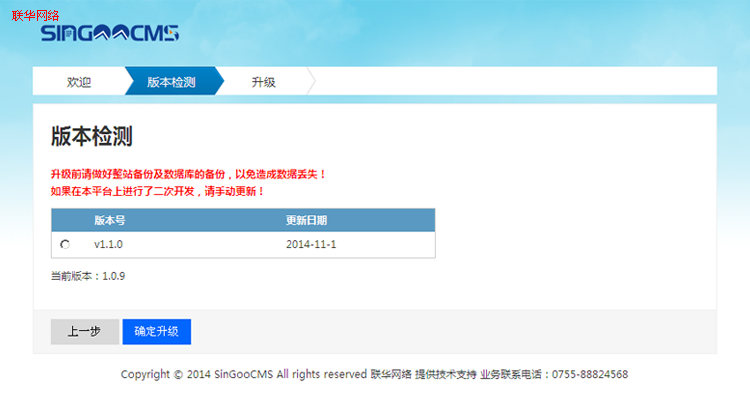 联华网络
SINGOOCMS
欢迎 版本检测 升级
版本检测
升级前请做好整站备份及数据库的备份，以免造成数据丢失！
如果在本平台上进行了二次开发，请手动更新！
版本号 更新日期
v1.1.0 2014-11-1
当前版本：1.0.9
上一步 确定升级
Copyright © 2014 SinGooCMS All rights reserved 联华网络 提供技术支持 业务联系电话：0755-88824568